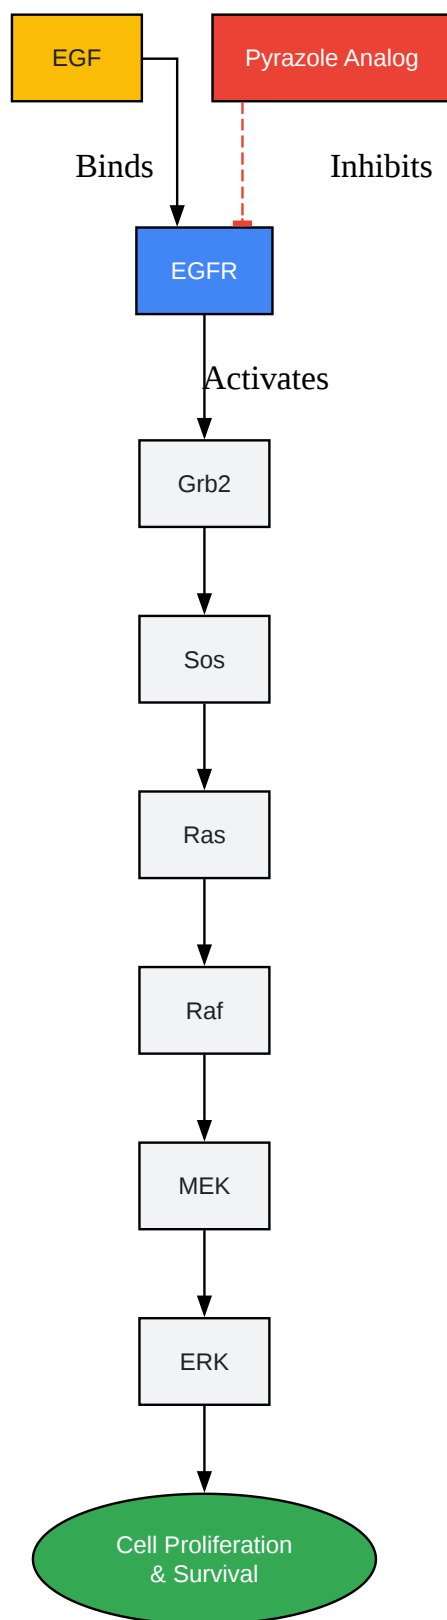 EGF
Pyrazole Analog
Binds
Inhibits
EGFR
Activates
Grb2
Sos
Ras
Raf
MEK
ERK
Cell Proliferation
& Survival